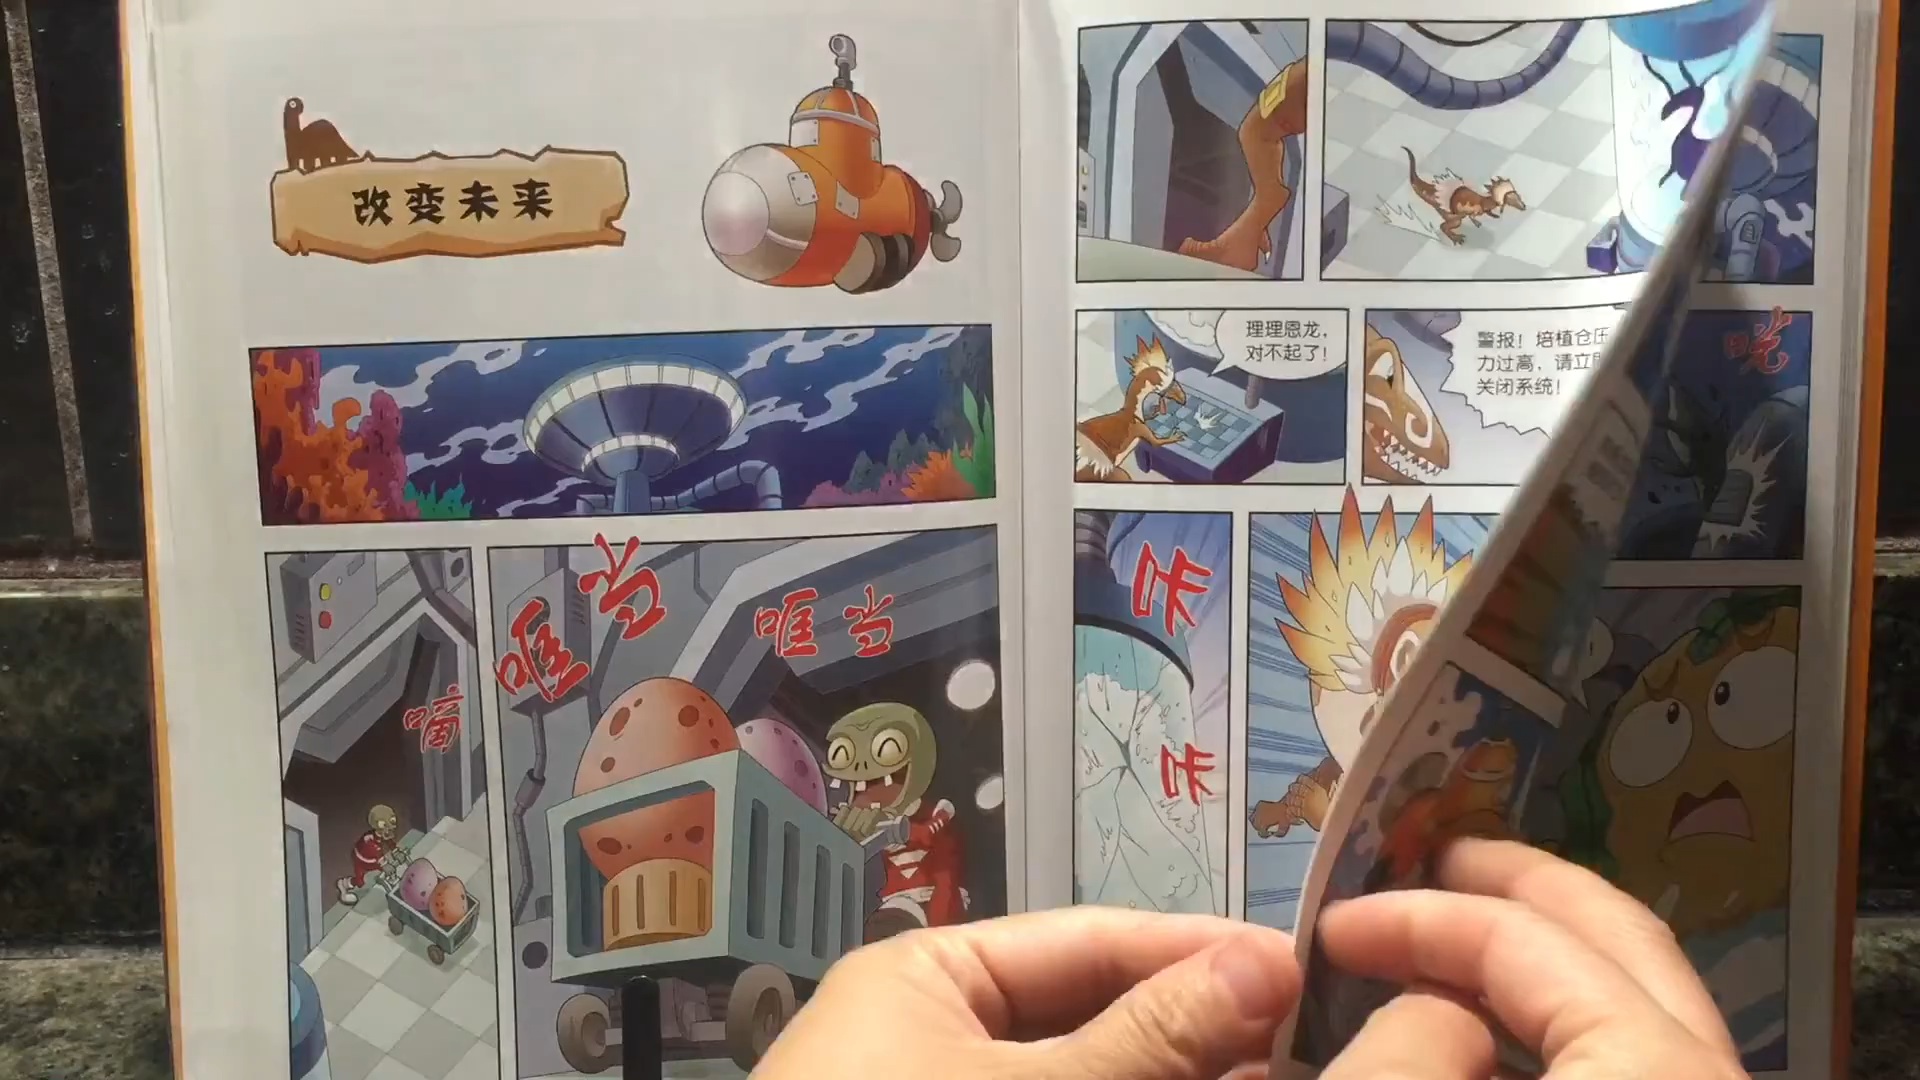 改变未来
嘀
哐当
哐当
理理恩龙，
对不起了！
警报！培植仓压
力过高，请立
关闭系统！
咔
咔